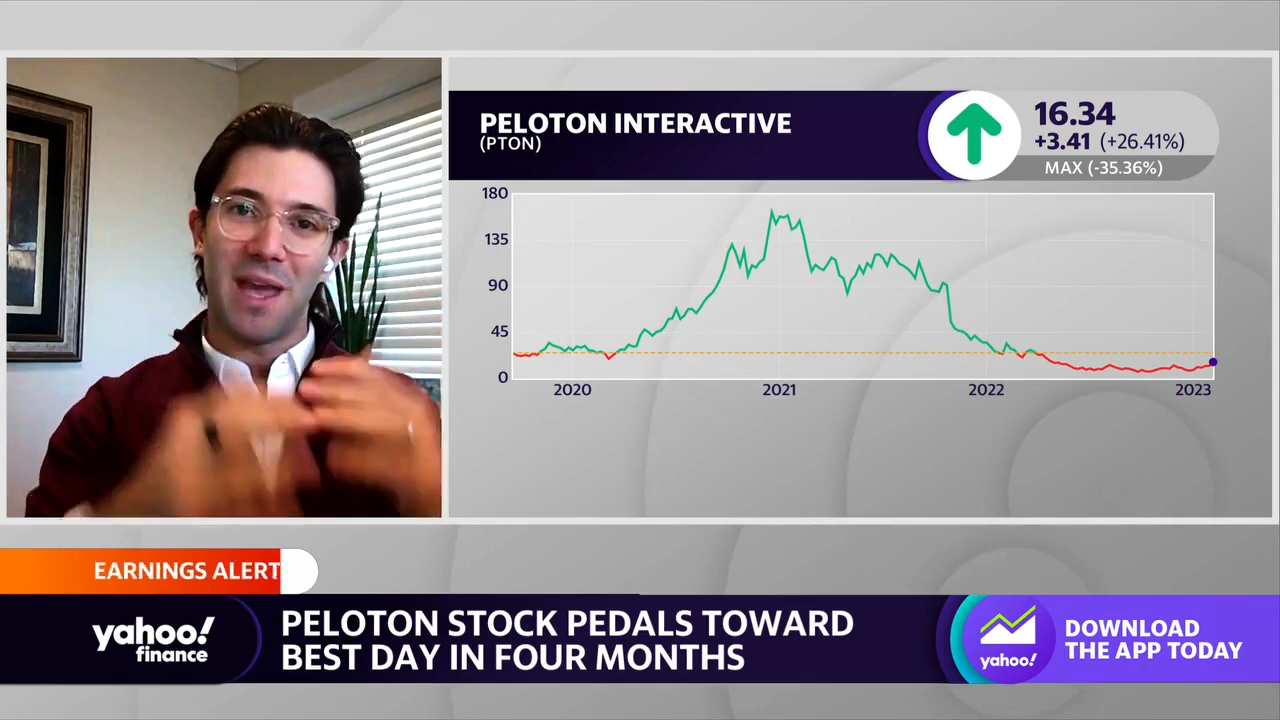 PELOTON INTERACTIVE
(PTON)
16.34
+3.41 (+26.41%)
MAX (-35.36%)
180
135
90
45
0
2020
2021
2022
2023
EARNINGS ALERT
yahoo!
finance
PELOTON STOCK PEDALS TOWARD
BEST DAY IN FOUR MONTHS
yahoo!
DOWNLOAD
THE APP TODAY